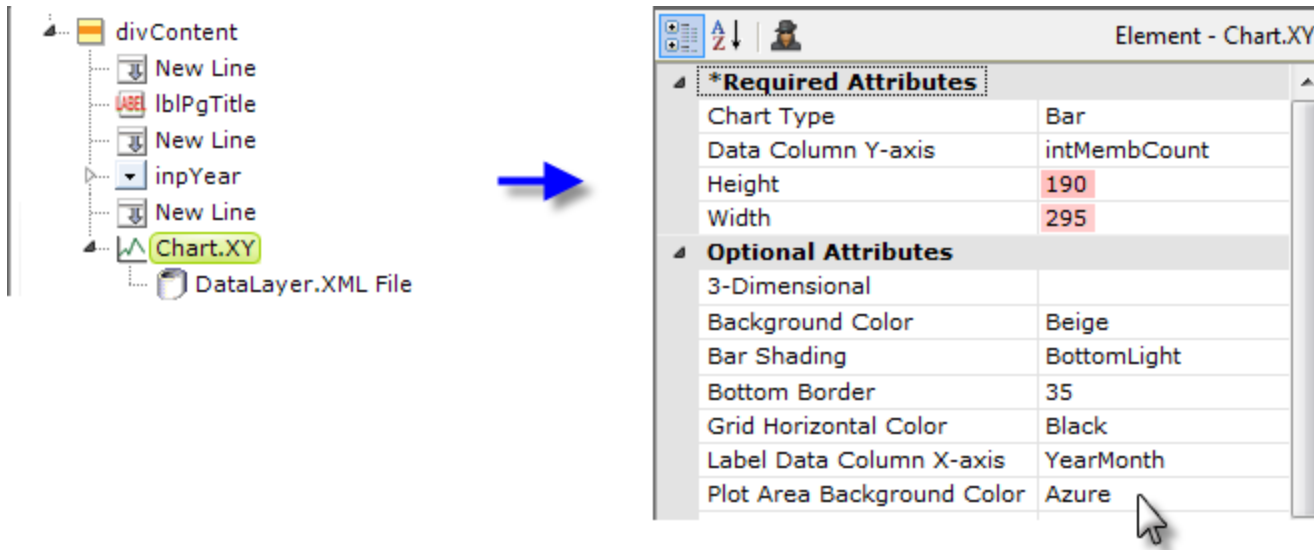 divContent
New Line
LABEL lblPgTitle
New Line
inpYear
New Line
Chart.XY
DataLayer.XML File
A Z Element - Chart.XY
*Required Attributes
Chart Type Bar
Data Column Y-axis intMembCount
Height 190
Width 295
Optional Attributes
3-Dimensional
Background Color Beige
Bar Shading BottomLight
Bottom Border 35
Grid Horizontal Color Black
Label Data Column X-axis YearMonth
Plot Area Background Color Azure